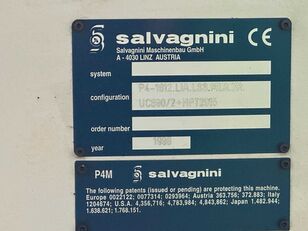 salvagnini CE
Salvagnini Maschinenbau GmbH
A - 4030 LINZ AUSTRIA
system
configuration
order number
year 1998
P4M salvagnini
The following patents (issued or pending) are protecting this machine.
Europe 0022122; 0077314; 0293964; Australia 363.756; 372.883; Italy
1204874; U.S.A. 4,356,716; 4,783,984; 4,843,862; Japan 1.482.944;
1.638.621; 1.768.151.